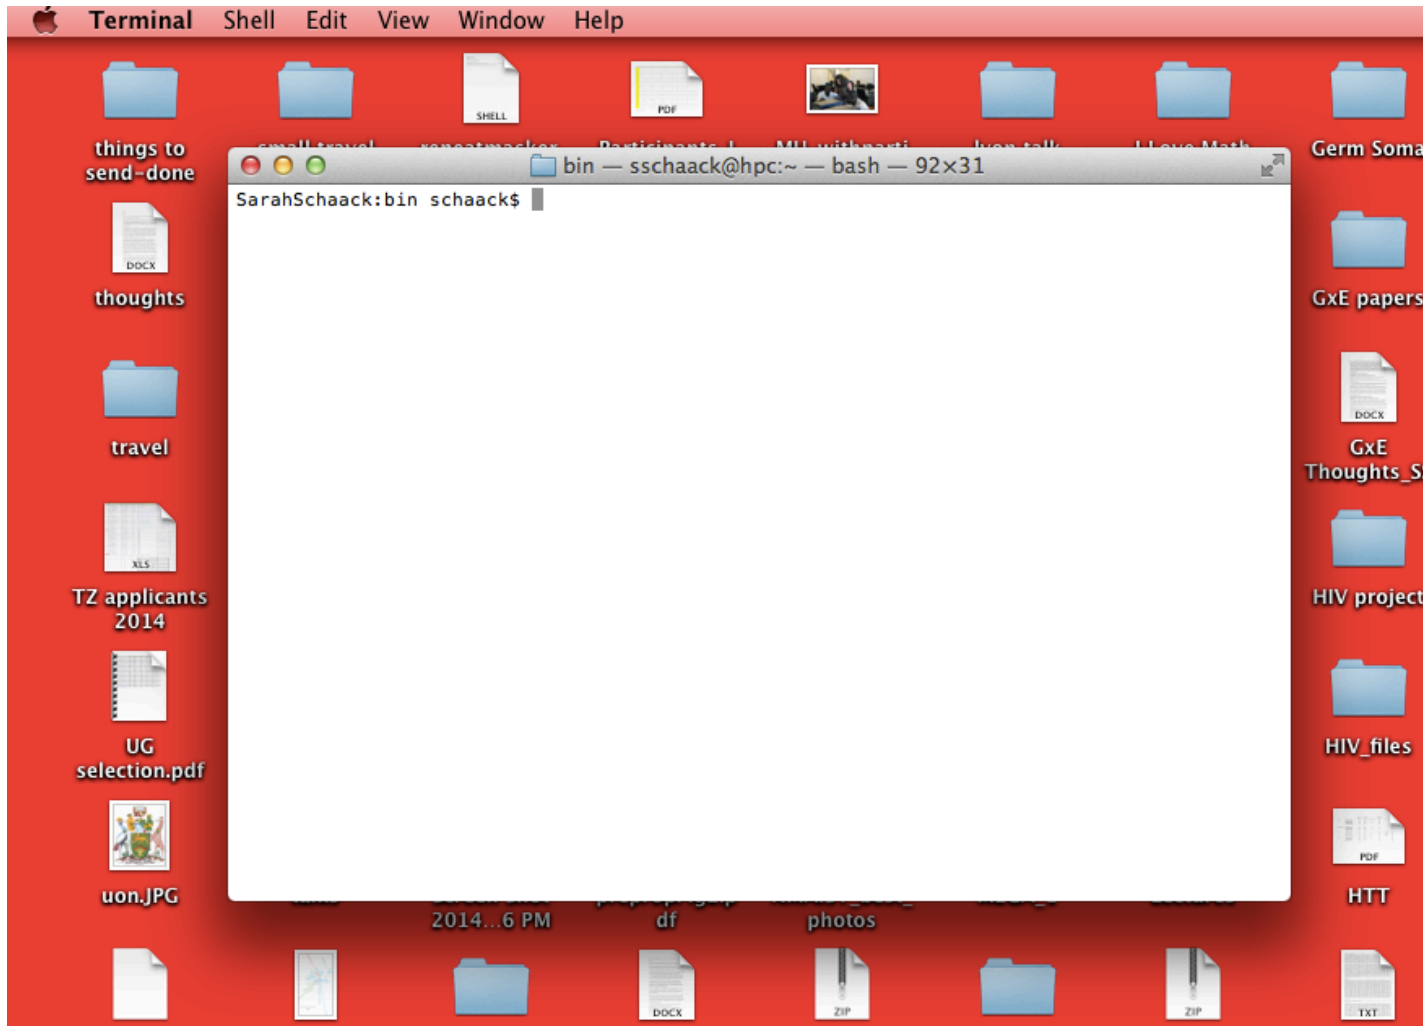 Terminal Shell Edit View Window Help
SHELL
PDF
things to
send-done
Germ Soma
bin — sschaack@hpc:~ — bash — 92×31
SarahSchaack:bin schaack$
DOCX
thoughts
GxE papers
travel
DOCX
GxE
Thoughts_S
XLS
TZ applicants
2014
HIV project
UG
selection.pdf
HIV_files
uon.JPG
PDF
HTT
2014...6 PM
df
photos
DOCX
ZIP
ZIP
TXT